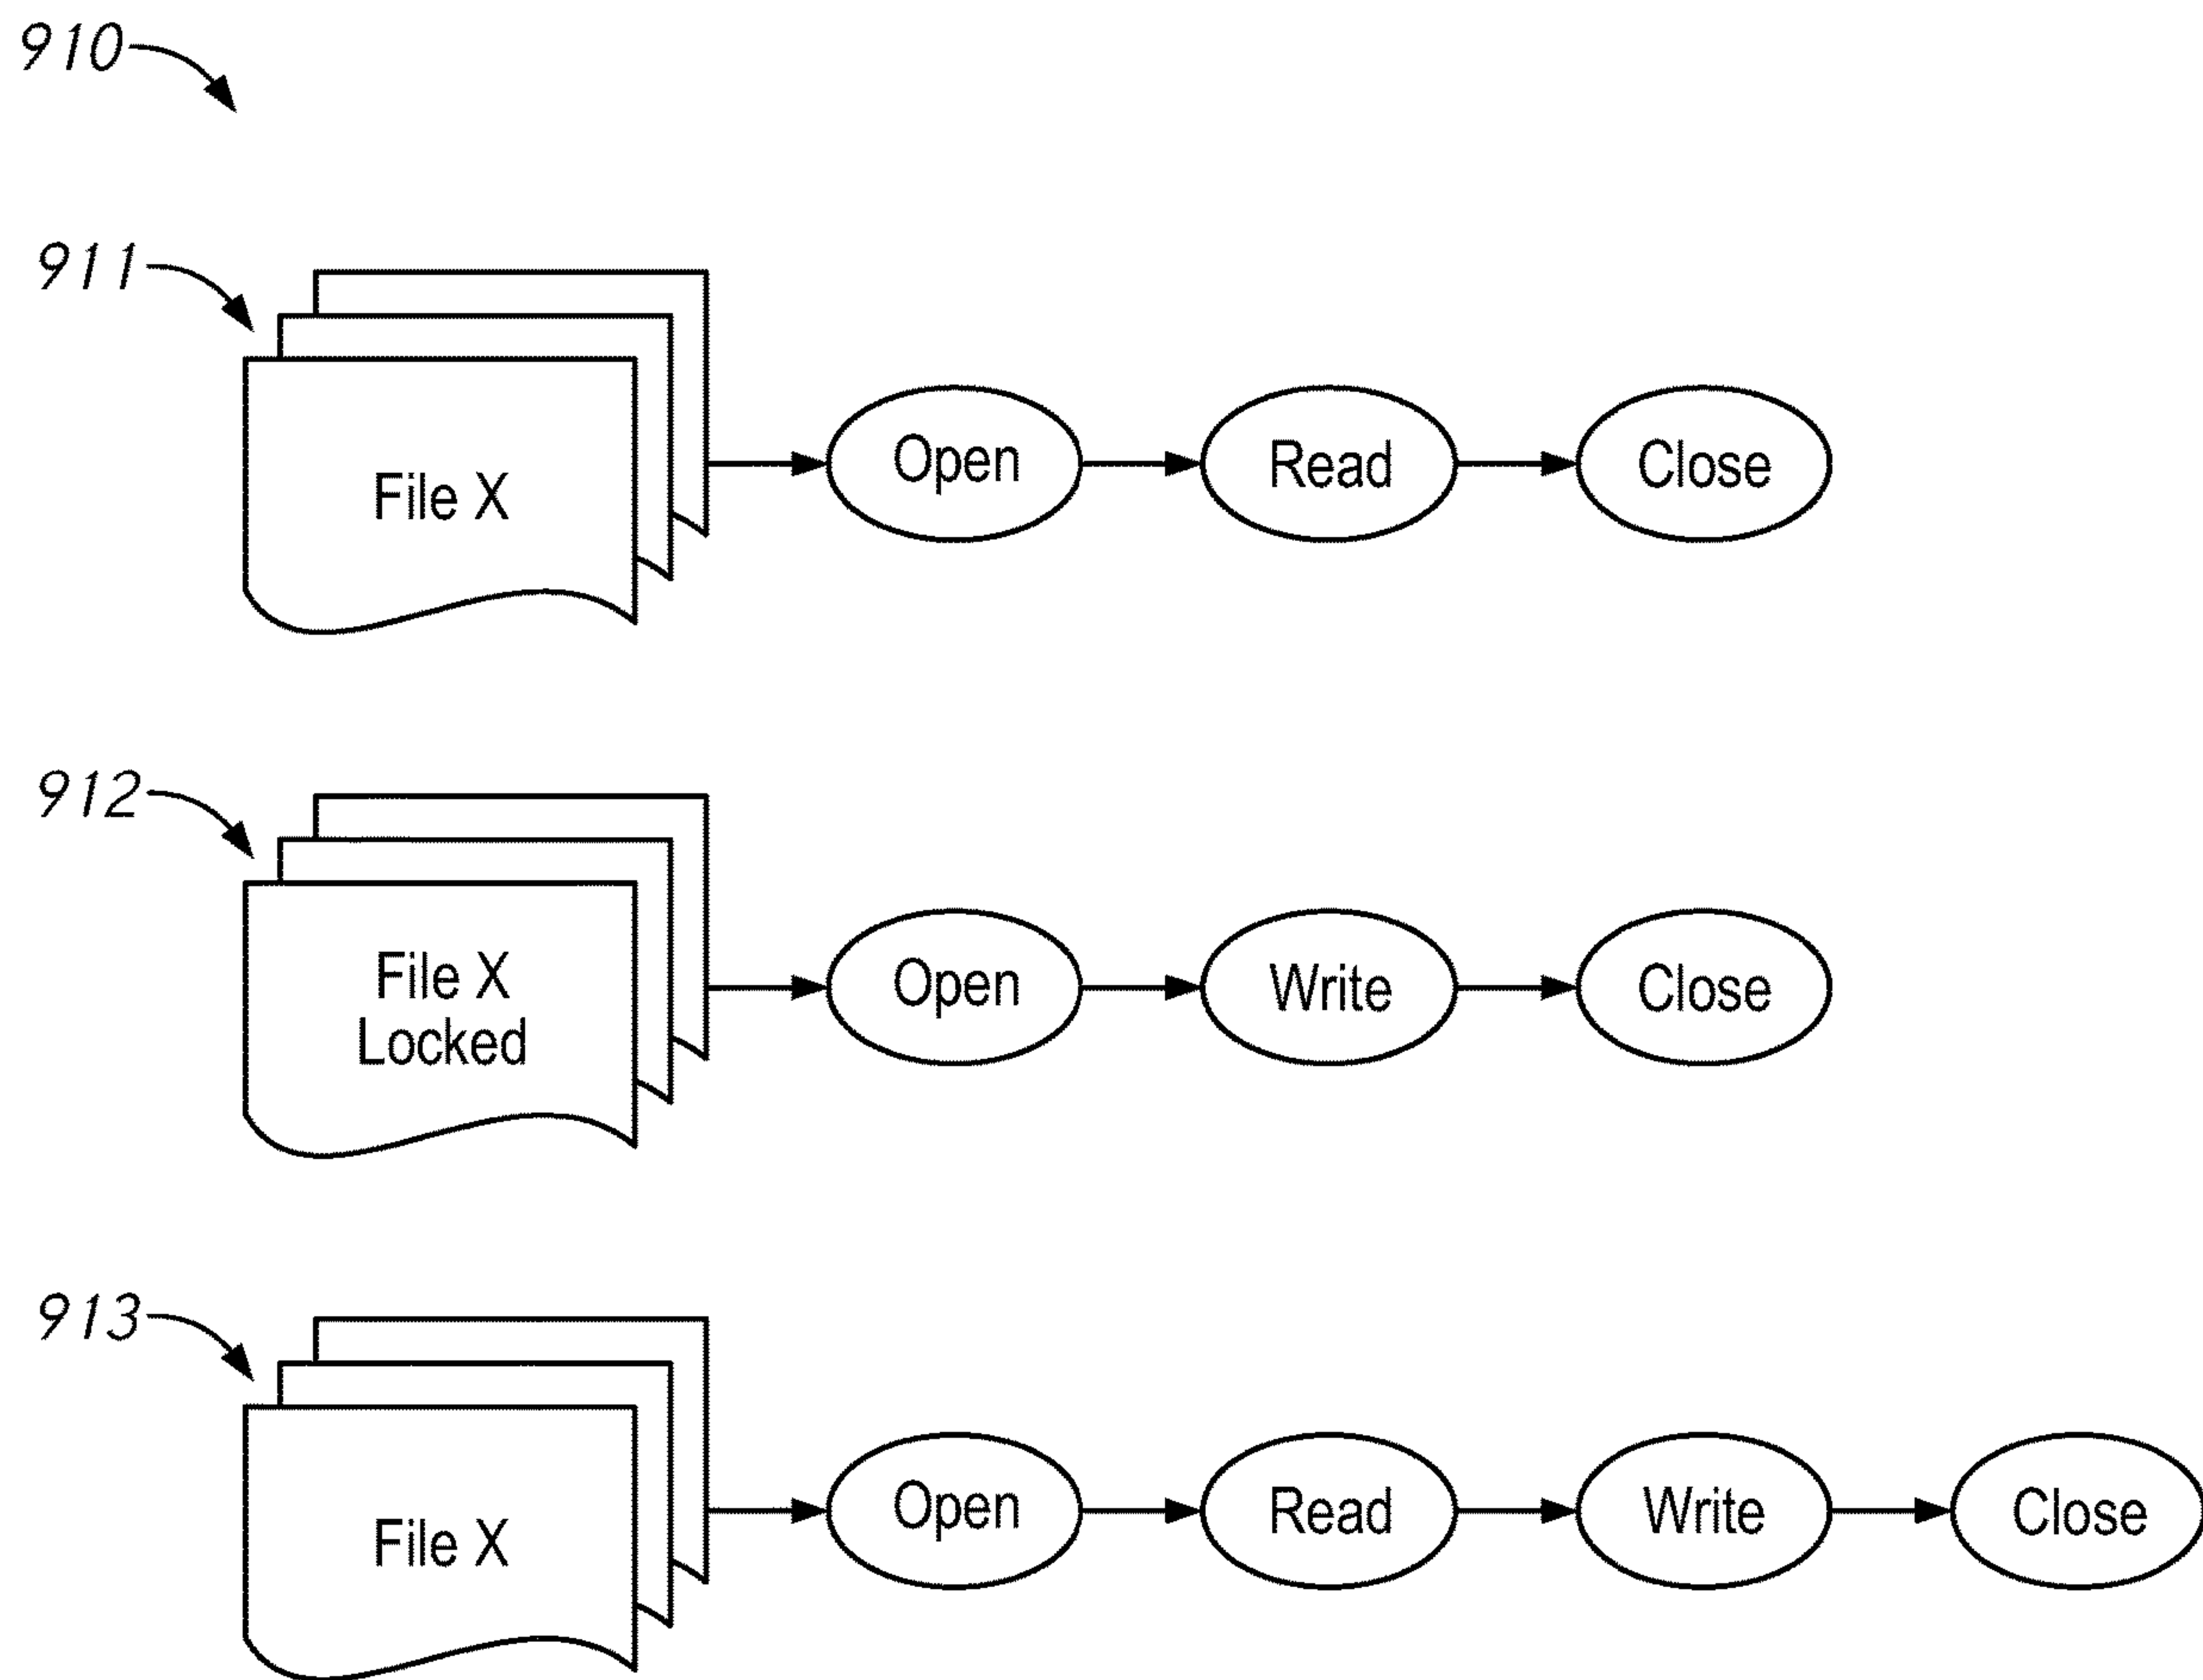 910
911
File X
Open
Read
Close
912
File X
Locked
Open
Write
Close
913
File X
Open
Read
Write
Close